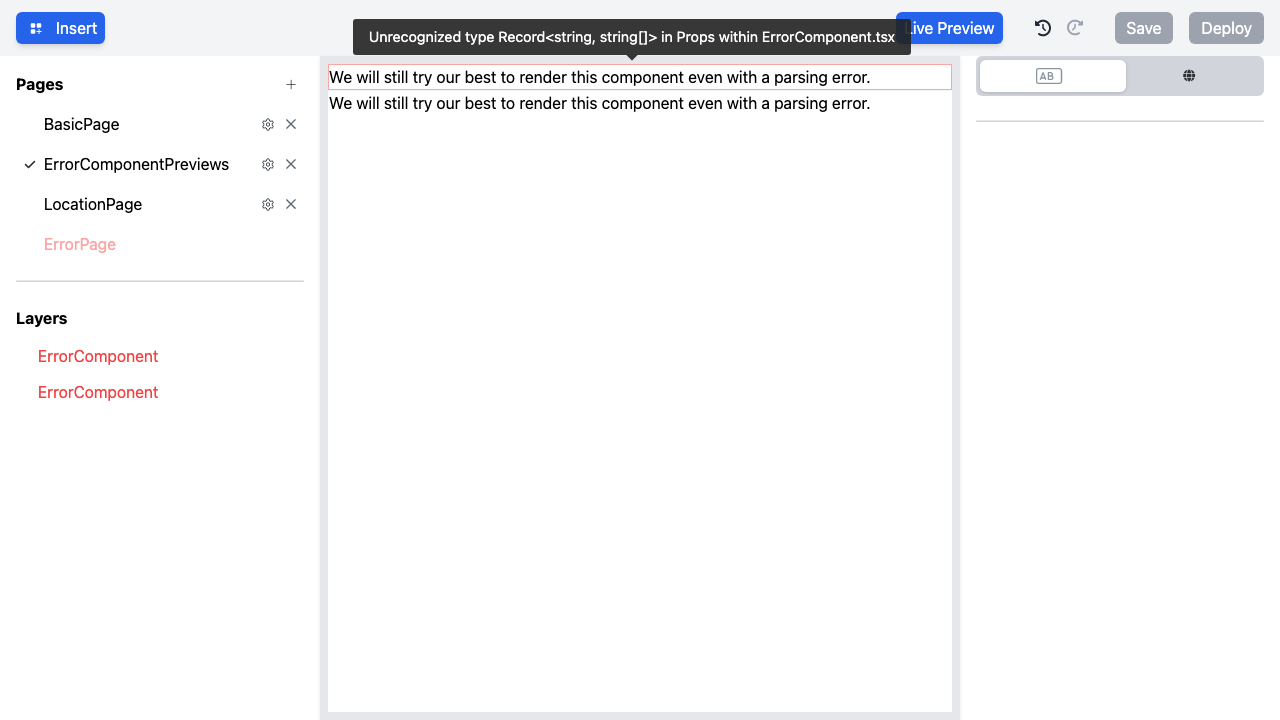 Insert
Unrecognized type Record<string, string[]> in Props within ErrorComponent.tsx
Live Preview
Save
Deploy
Pages
BasicPage
ErrorComponentPreviews
LocationPage
ErrorPage
Layers
ErrorComponent
ErrorComponent
We will still try our best to render this component even with a parsing error.
We will still try our best to render this component even with a parsing error.
AB